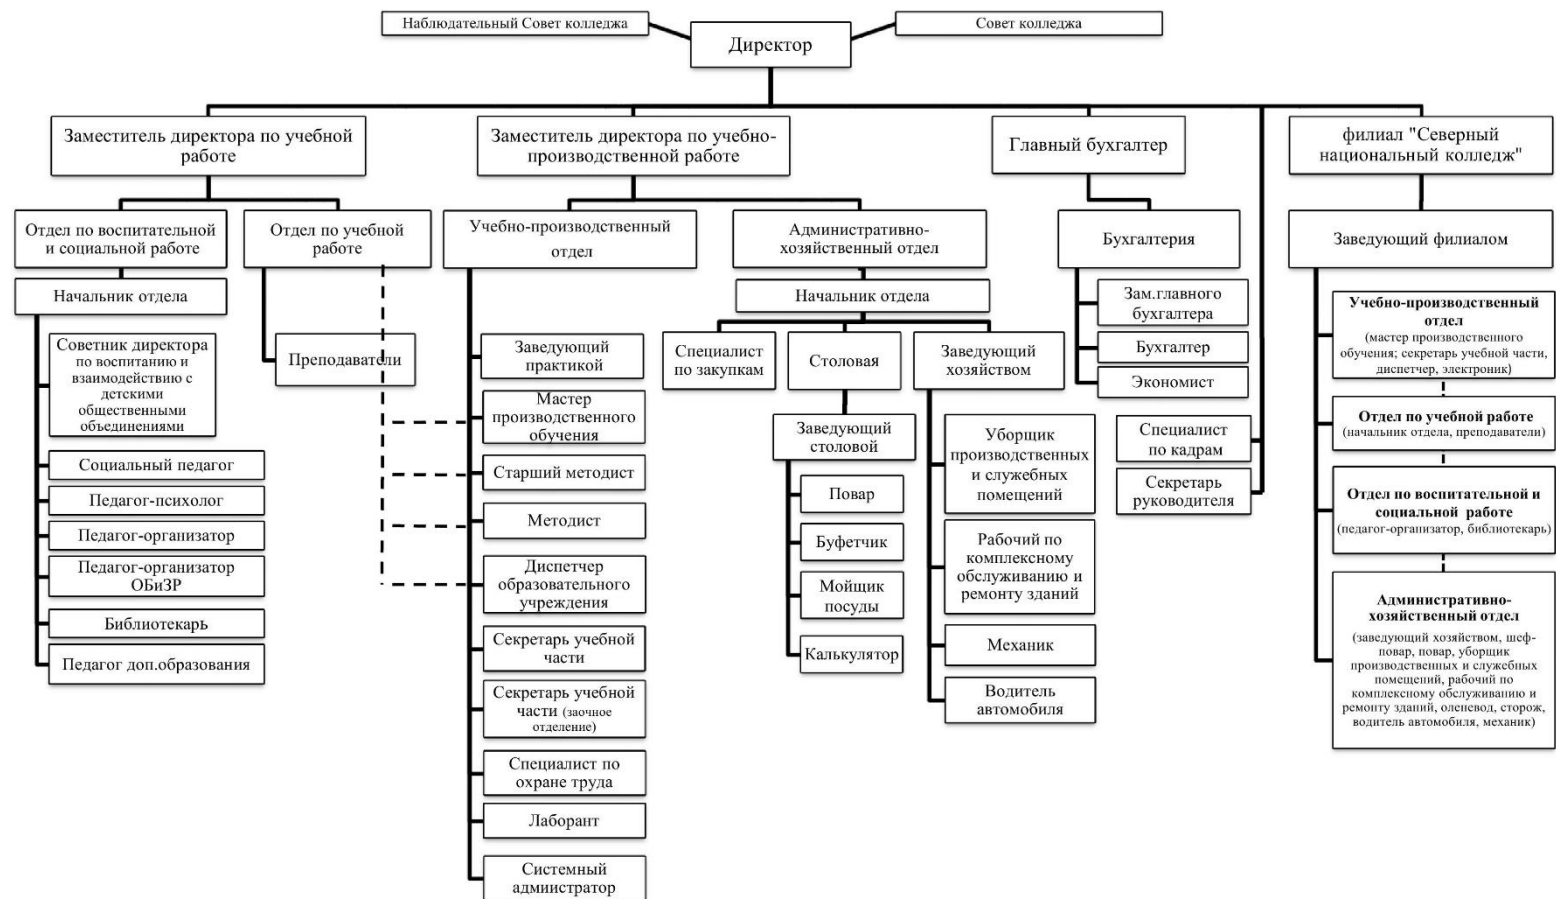 Наблюдательный Совет колледжа
Совет колледжа
Директор
Заместитель директора по учебной
работе
Заместитель директора по учебно-
производственной работе
Главный бухгалтер
филиал "Северный
национальный колледж"
Отдел по воспитательной
и социальной работе
Отдел по учебной
работе
Учебно-производственный
отдел
Административно-
хозяйственный отдел
Бухгалтерия
Заведующий филиалом
Начальник отдела
Советник директора
по воспитанию и
взаимодействию с
детскими
общественными
объединениями
Социальный педагог
Педагог-психолог
Педагог-организатор
Педагог-организатор
ОБиЗР
Библиотекарь
Педагог доп.образования
Преподаватели
Заведующий
практикой
Мастер
производственного
обучения
Старший методист
Методист
Диспетчер
образовательного
учреждения
Секретарь учебной
части
Секретарь учебной
части (заочное
отделение)
Специалист по
охране труда
Лаборант
Системный
адмиистратор
Начальник отдела
Специалист
по закупкам
Столовая
Заведующий
хозяйством
Заведующий
столовой
Повар
Буфетчик
Мойщик
посуды
Калькулятор
Уборщик
производственных
и служебных
помещений
Рабочий по
комплексному
обслуживанию и
ремонту зданий
Механик
Водитель
автомобиля
Зам.главного
бухгалтера
Бухгалтер
Экономист
Специалист
по кадрам
Секретарь
руководителя
Учебно-производственный
отдел
(мастер производственного
обучения; секретарь учебной части,
диспетчер, электроник)
Отдел по учебной работе
(начальник отдела, преподаватели)
Отдел по воспитательной и
социальной работе
(педагог-организатор, библиотекарь)
Административно-
хозяйственный отдел
(заведующий хозяйством, шеф-
повар, повар, уборщик
производственных и служебных
помещений, рабочий по
комплексному обслуживанию и
ремонту зданий, оленевод, сторож,
водитель автомобиля, механик)